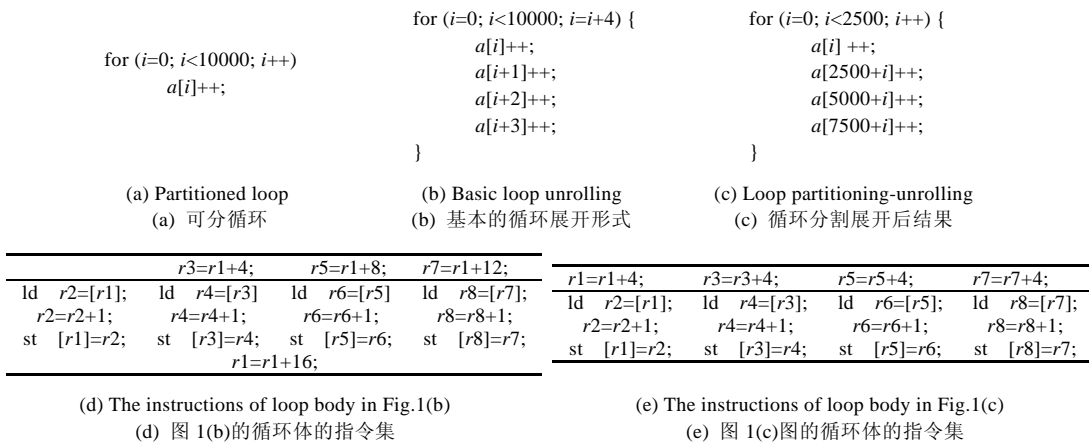 for (i=0; i<10000; i++)
a[i]++;
(a) Partitioned loop
(a) 可分循环
for (i=0; i<10000; i=i+4) {
a[i]++;
a[i+1]++;
a[i+2]++;
a[i+3]++;
}
(b) Basic loop unrolling
(b) 基本的循环展开形式
for (i=0; i<2500; i++) {
a[i] ++;
a[2500+i]++;
a[5000+i]++;
a[7500+i]++;
}
(c) Loop partitioning-unrolling
(c) 循环分割展开后结果
r3=r1+4; r5=r1+8; r7=r1+12;
ld r2=[r1]; ld r4=[r3] ld r6=[r5] ld r8=[r7];
r2=r2+1; r4=r4+1; r6=r6+1; r8=r8+1;
st [r1]=r2; st [r3]=r4; st [r5]=r6; st [r8]=r7;
r1=r1+16;
(d) The instructions of loop body in Fig.1(b)
(d) 图 1(b)的循环体的指令集
r1=r1+4; r3=r3+4; r5=r5+4; r7=r7+4;
ld r2=[r1]; ld r4=[r3]; ld r6=[r5]; ld r8=[r7];
r2=r2+1; r4=r4+1; r6=r6+1; r8=r8+1;
st [r1]=r2; st [r3]=r4; st [r5]=r6; st [r8]=r7;
(e) The instructions of loop body in Fig.1(c)
(e) 图 1(c)图的循环体的指令集